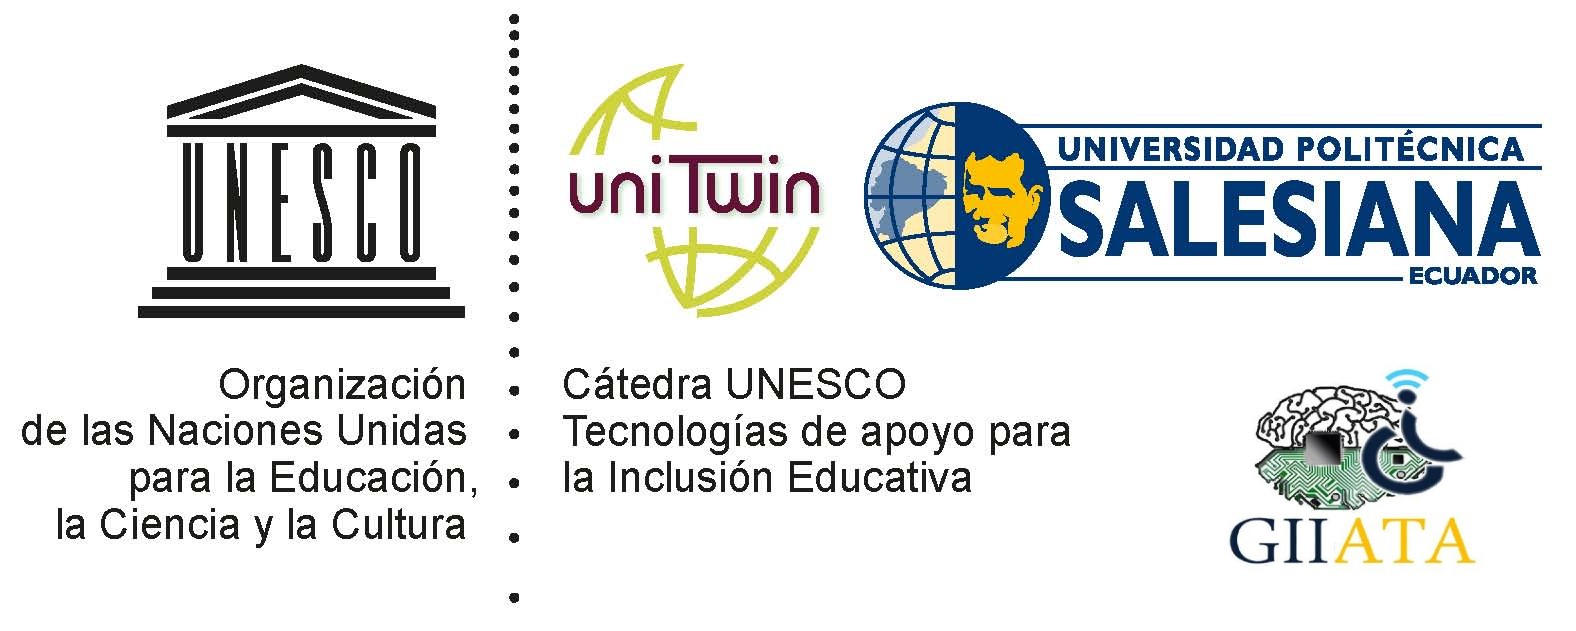 UNESCO
Organización
de las Naciones Unidas
para la Educación,
la Ciencia y la Cultura
uniTwin
UNIVERSIDAD POLITÉCNICA
SALESIANA
ECUADOR
Cátedra UNESCO
Tecnologías de apoyo para
la Inclusión Educativa
GIIATA